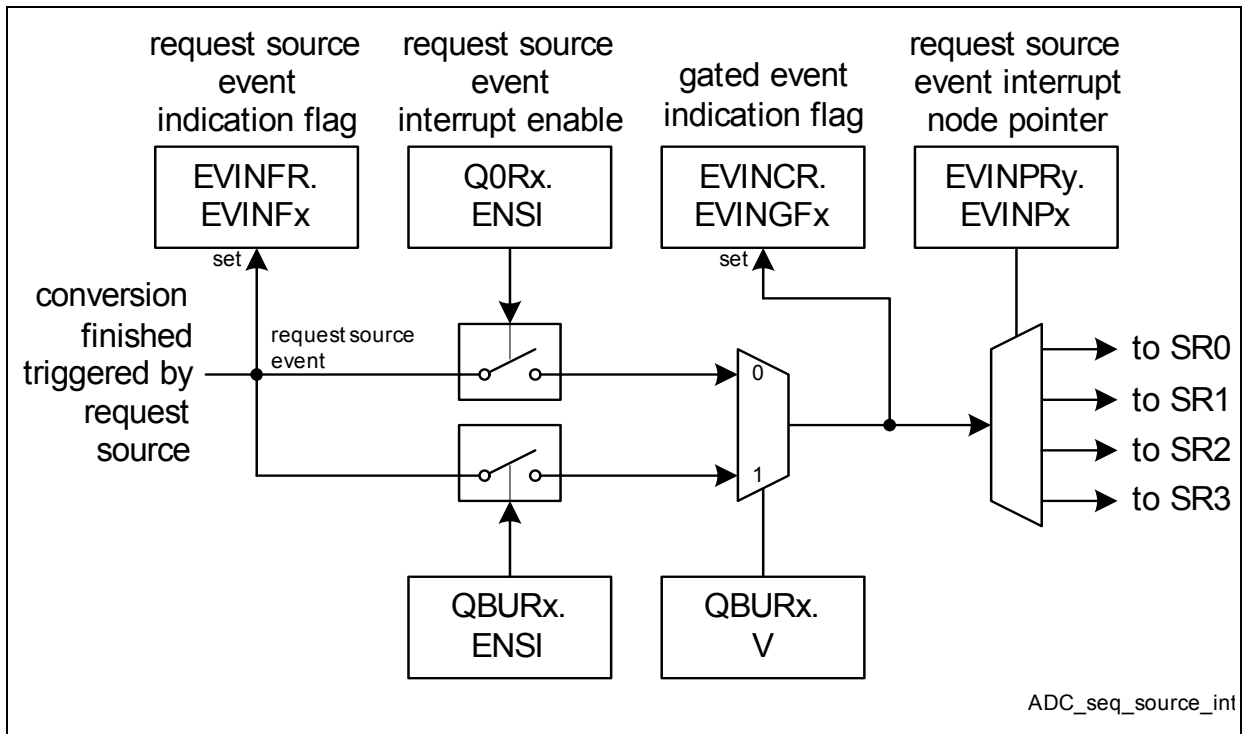 request source
event
indication flag
request source
event
interrupt enable
gated event
indication flag
request source
event interrupt
node pointer
EVINFR.
EVINFx
Q0Rx.
ENSI
EVINCR.
EVINGFx
EVINPRy.
EVINPx
set
set
conversion
finished
triggered by
request
source
request source
event
0
1
to SR0
to SR1
to SR2
to SR3
QBURx.
ENSI
QBURx.
V
ADC_seq_source_int